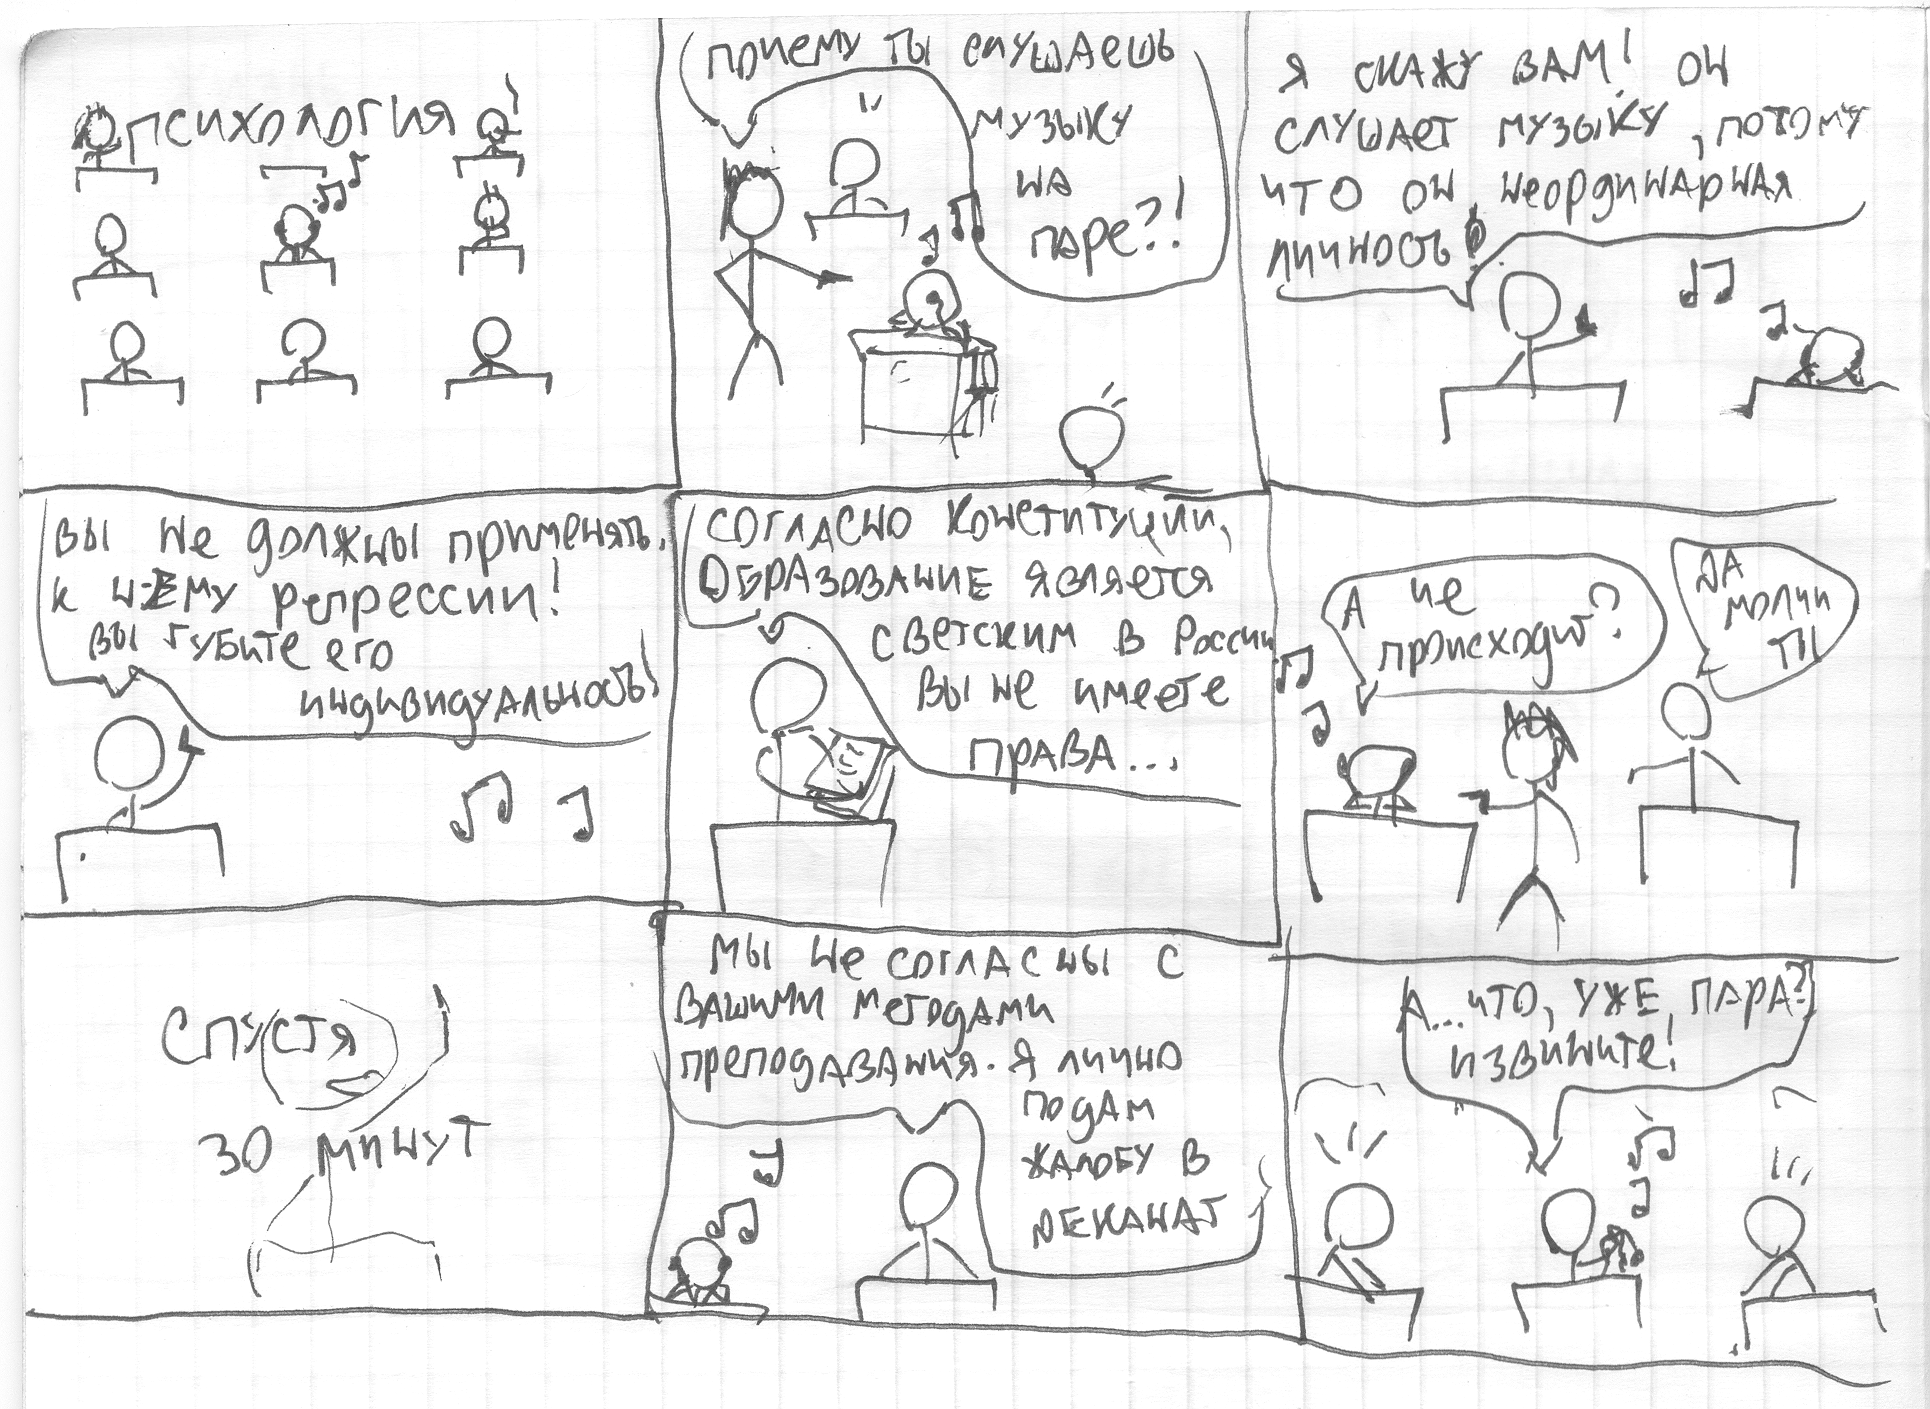 ПСИХОЛОГИЯ
ПОЧЕМУ ТЫ СЛУШАЕШЬ
МУЗЫКУ
НА
ПАРЕ?!
Я СКАЖУ ВАМ! ОН
СЛУШАЕТ МУЗЫКУ, ПОТОМУ
ЧТО ОН НЕОРДИНАРНАЯ
ЛИЧНОСТЬ
ВЫ НЕ ДОЛЖНЫ ПРИМЕНЯТЬ
К НЕМУ РЕПРЕССИИ!
ВЫ ГУБИТЕ ЕГО
ИНДИВИДУАЛЬНОСТЬ!
СОГЛАСНО КОНСТИТУЦИИ,
ОБРАЗОВАНИЕ ЯВЛЯЕТСЯ
СВЕТСКИМ В РОССИИ
ВЫ НЕ ИМЕЕТЕ
ПРАВА...
А ЧЕ
ПРОИСХОДИТ?
ДА
МОЛЧИ
ТЫ
СПУСТЯ
30 МИНУТ
МЫ НЕ СОГЛАСНЫ С
ВАШИМИ МЕТОДАМИ
ПРЕПОДАВАНИЯ. Я ЛИЧНО
ПОДАМ
ЖАЛОБУ В
ДЕКАНАТ
А...ЧТО, УЖЕ ПАРА?
ИЗВИНИТЕ!